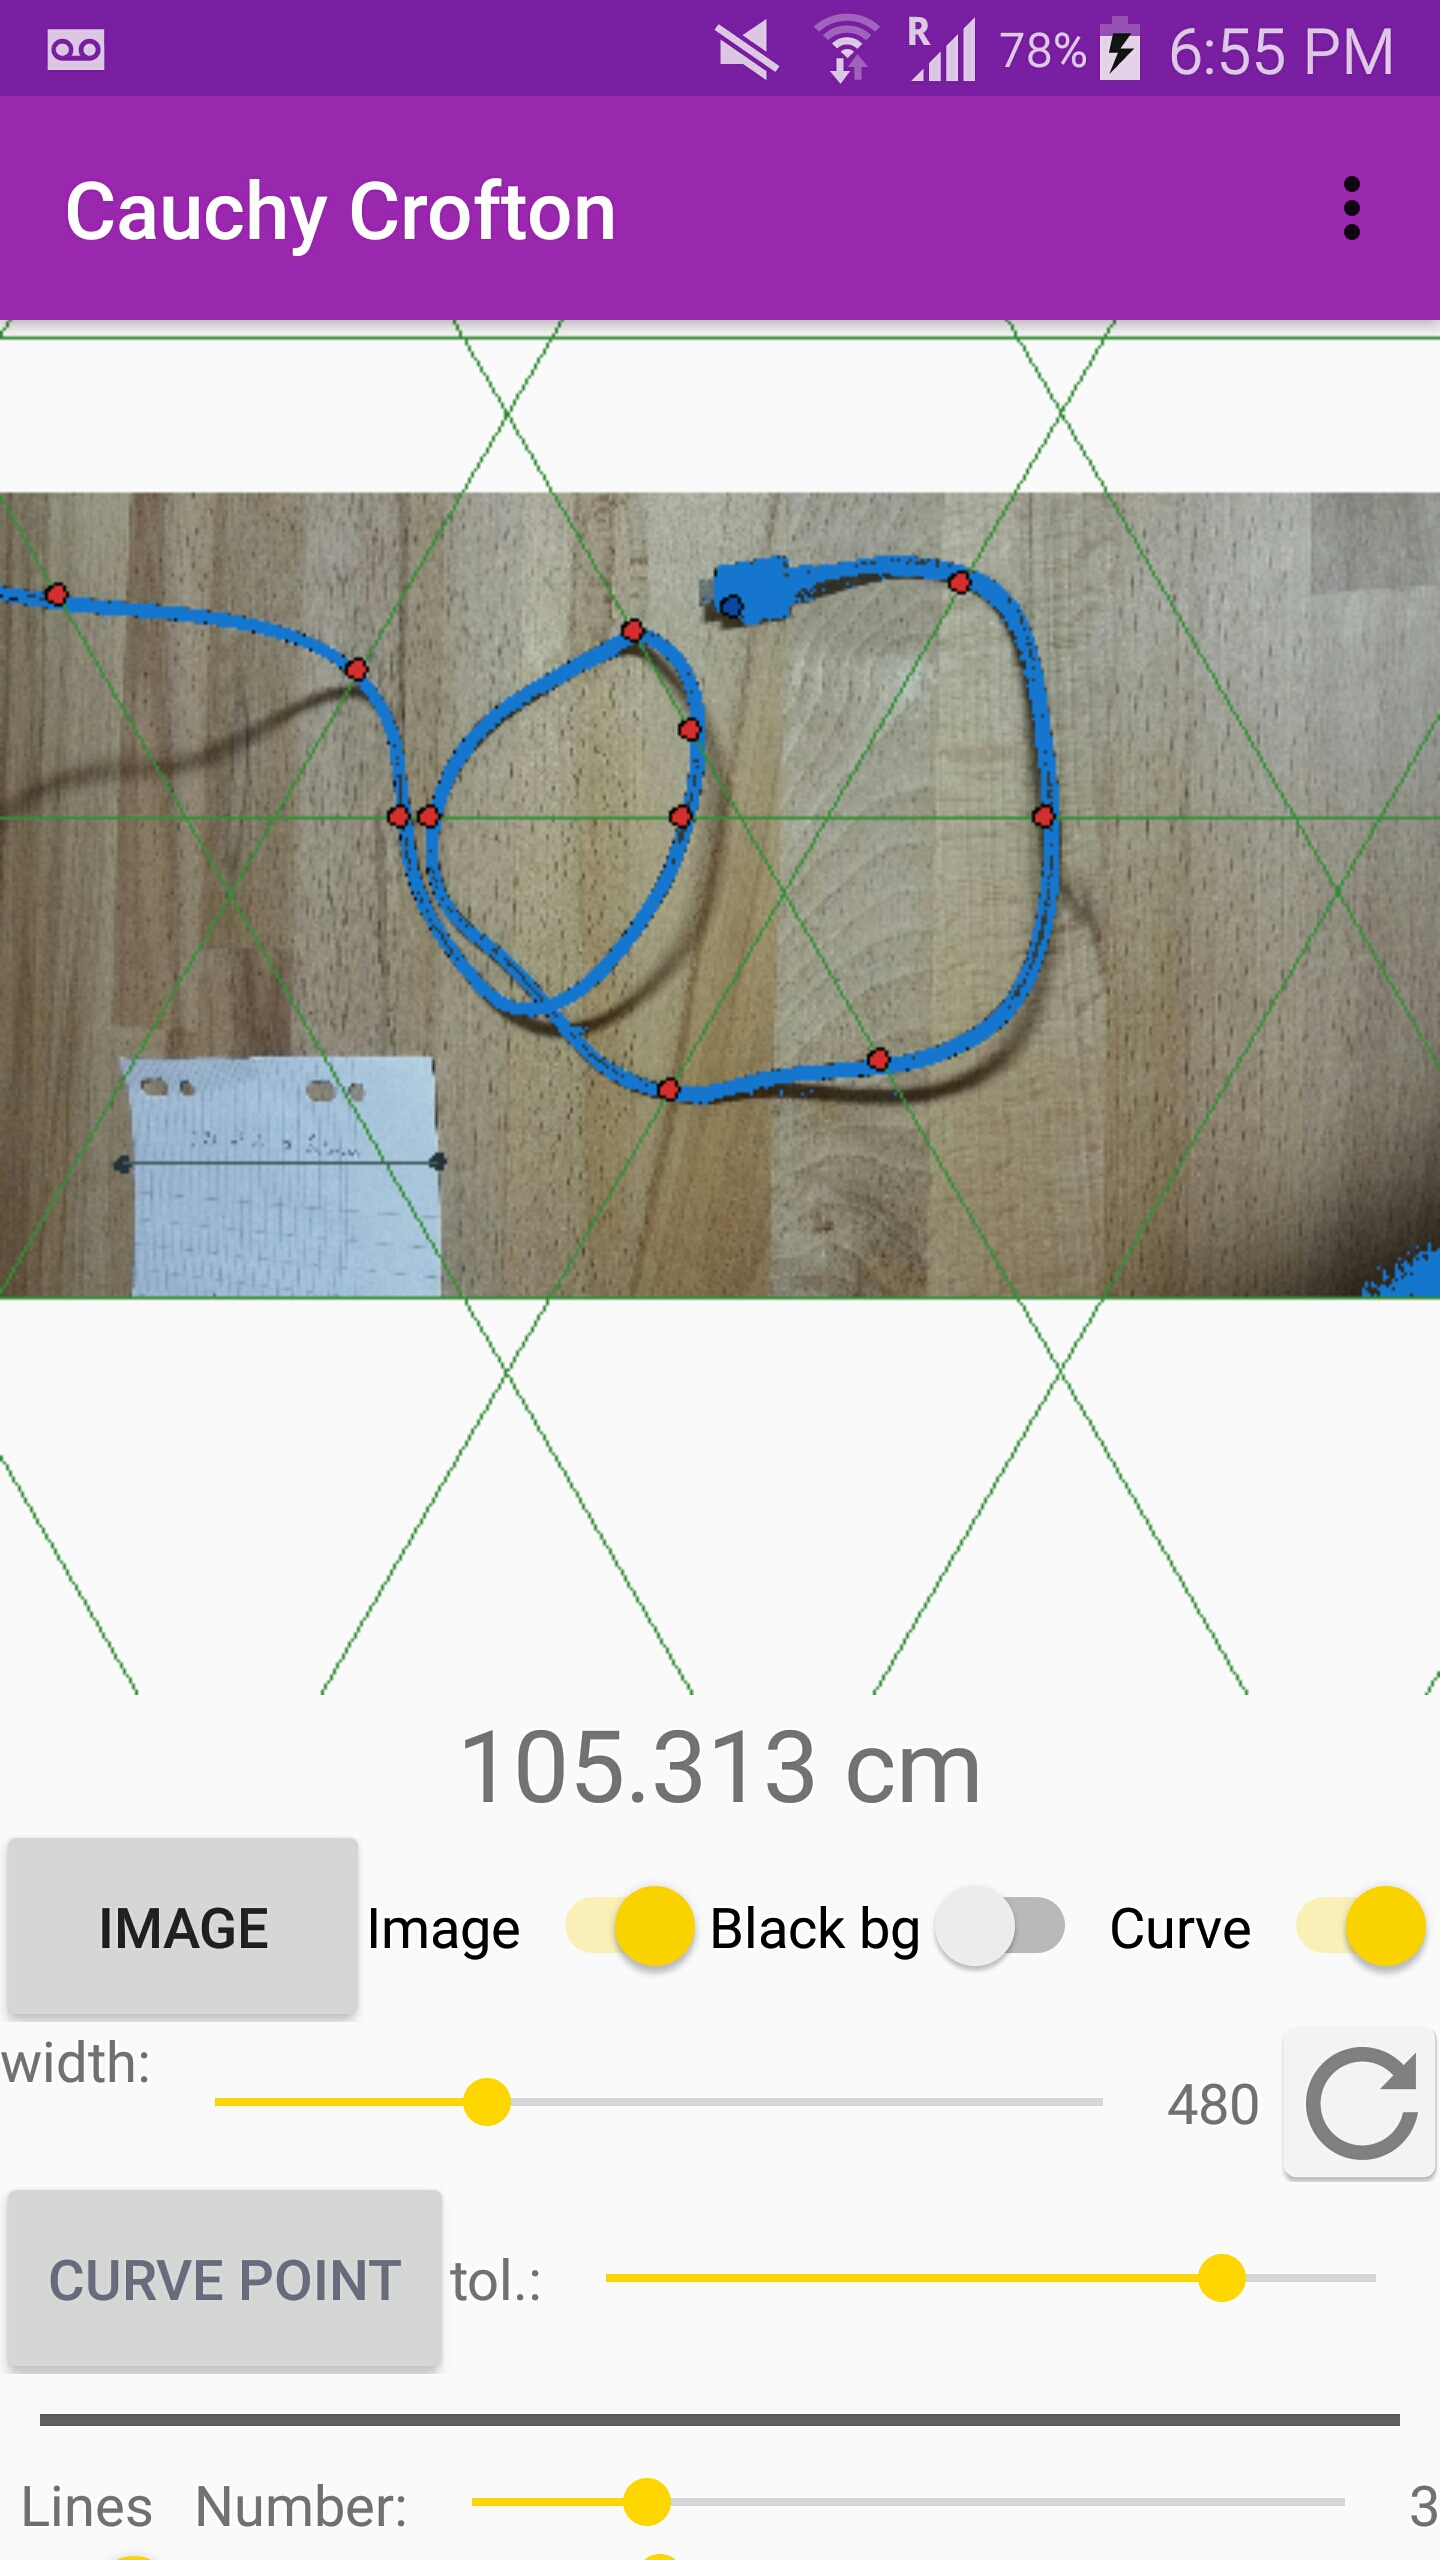 R 78% 6:55 PM
Cauchy Crofton
105.313 cm
IMAGE Image Black bg Curve
width: 480
CURVE POINT tol.:
Lines Number: 3